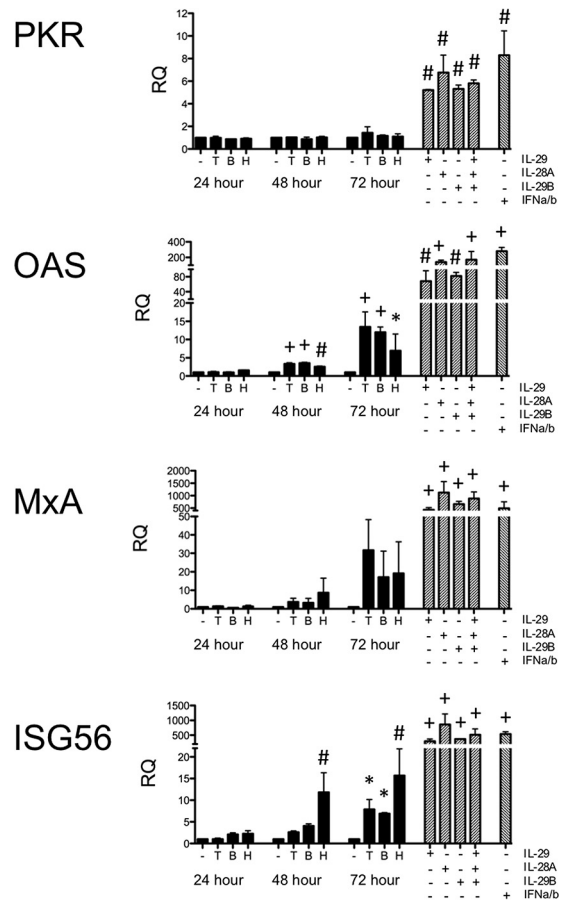 PKR
RQ
12
10
8
6
4
2
0
# # # # #
- T B H - T B H - T B H
24 hour 48 hour 72 hour
+ - - + - IL-29
- + - + - IL-28A
- - + + - IL-29B
- - - - + IFNa/b
OAS
RQ
400
200
80
40
20
15
10
5
0
+ + # + + * # + # + +
- T B H - T B H - T B H
24 hour 48 hour 72 hour
+ - - + - IL-29
- + - + - IL-28A
- - + + - IL-29B
- - - - + IFNa/b
MxA
RQ
2000
1500
1000
500
50
40
30
20
10
0
+ + + + +
- T B H - T B H - T B H
24 hour 48 hour 72 hour
+ - - + - IL-29
- + - + - IL-28A
- - + + - IL-29B
- - - - + IFNa/b
ISG56
RQ
1500
1000
500
20
15
10
5
0
# * * # + + + + +
- T B H - T B H - T B H
24 hour 48 hour 72 hour
+ - - + - IL-29
- + - + - IL-28A
- - + + - IL-29B
- - - - + IFNa/b